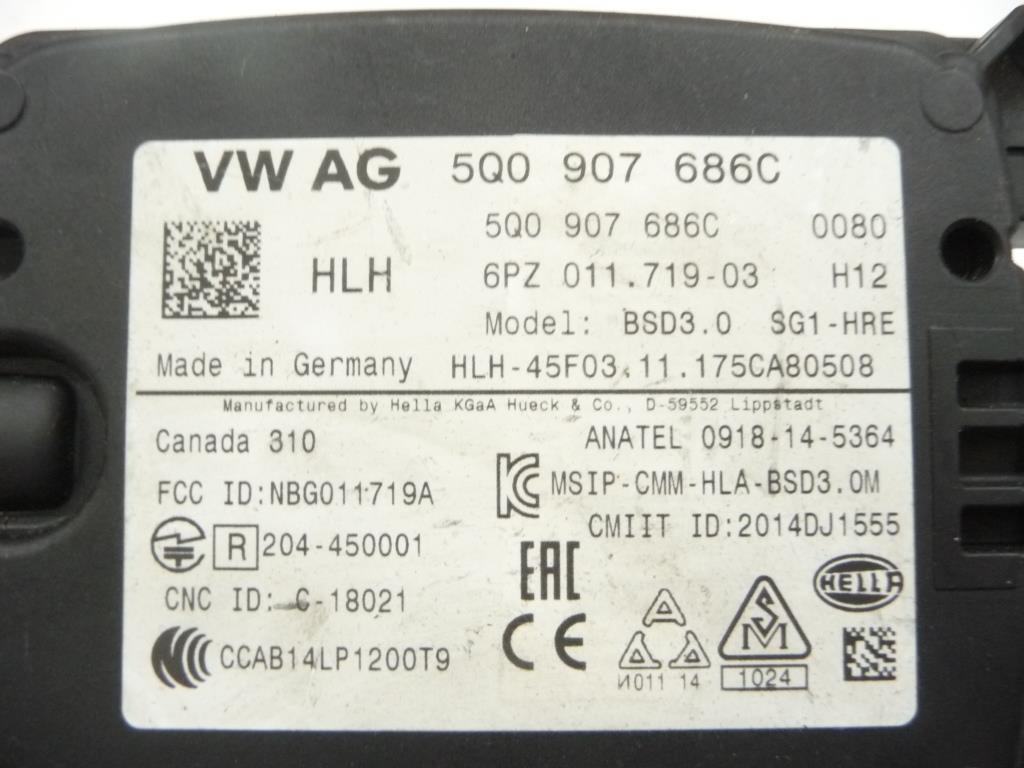 VW AG 5Q0 907 686C
5Q0 907 686C 0080
HLH 6PZ 011.719-03 H12
Model: BSD3.0 SG1-HRE
Made in Germany HLH-45F03.11.175CA80508
Manufactured by Hella KGaA Hueck & Co., D-59552 Lippstadt
Canada 310 ANATEL 0918-14-5364
FCC ID:NBG011719A MSIP-CMM-HLA-BSD3.0M
CMIIT ID:2014DJ1555
R 204-450001
EAC
HELLA
CNC ID: C-18021
CE
CCAB14LP1200T9
SM
И011 14
1024